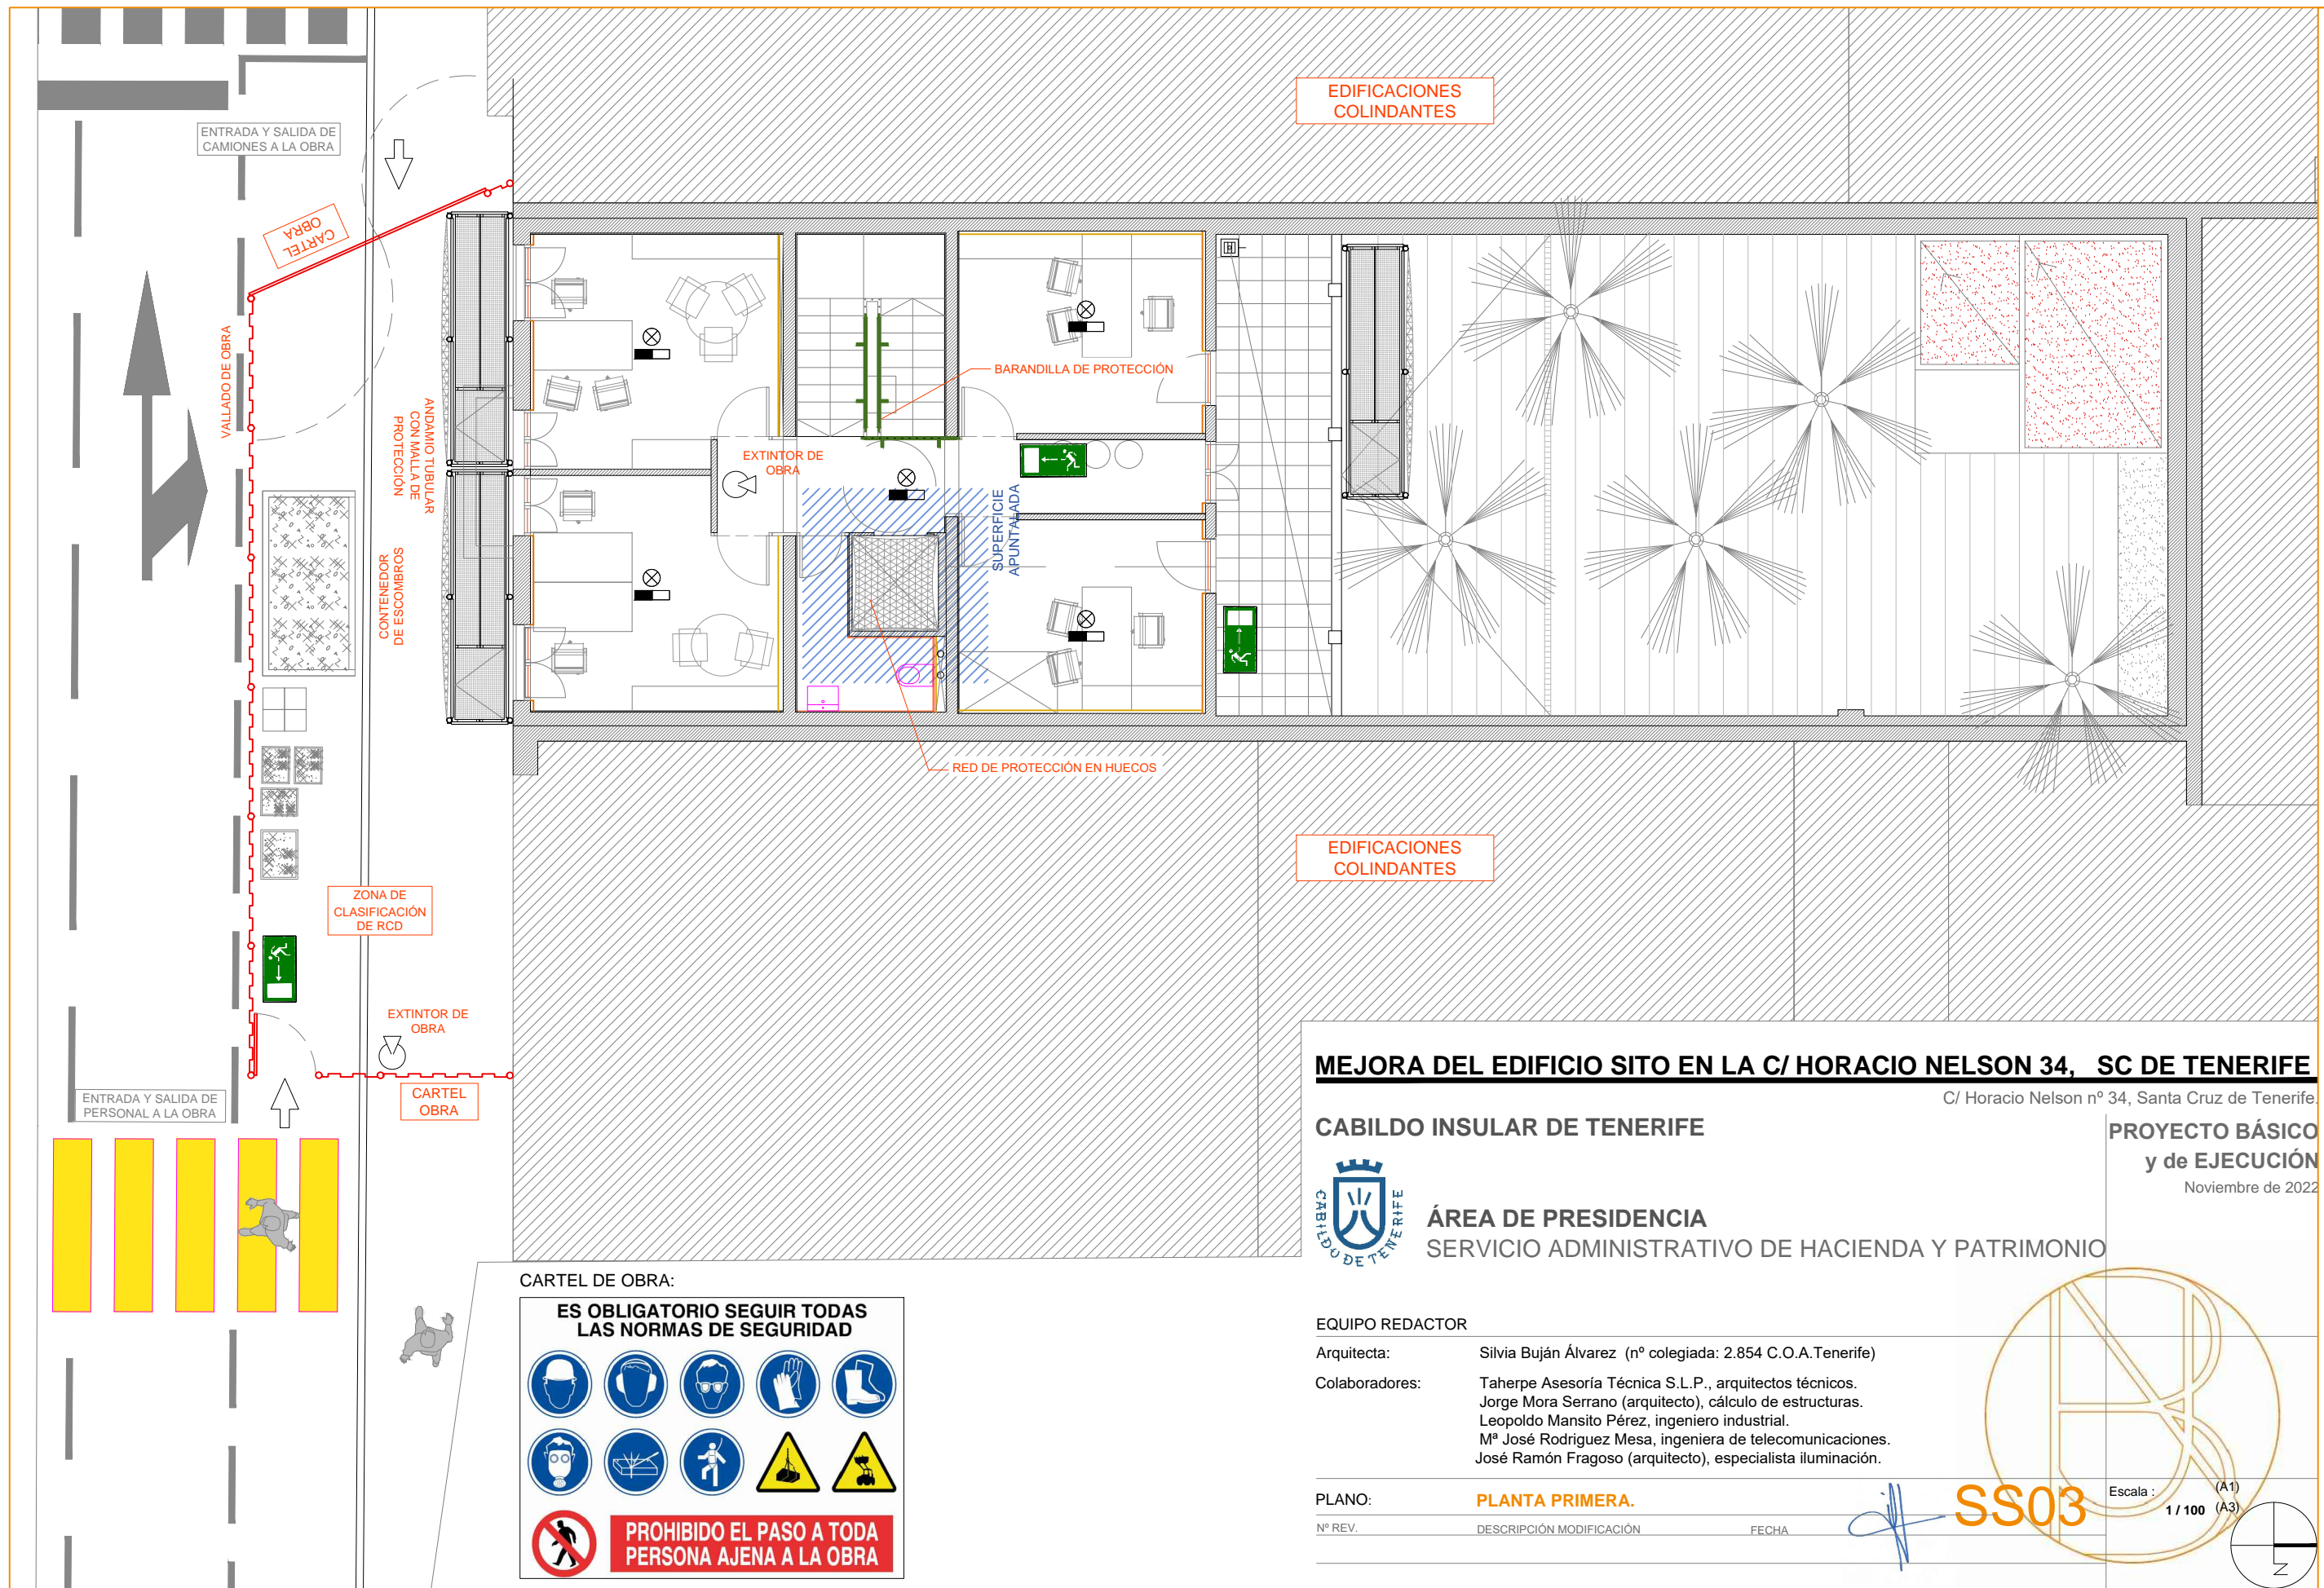 EDIFICACIONES
COLINDANTES
ENTRADA Y SALIDA DE
CAMIONES A LA OBRA
CARTEL
OBRA
VALLADO DE OBRA
ANDAMIO TUBULAR
CON MALLA DE
PROTECCIÓN
CONTENEDOR
DE ESCOMBROS
BARANDILLA DE PROTECCIÓN
EXTINTOR DE
OBRA
SUPERFICIE
APUNTALADA
RED DE PROTECCIÓN EN HUECOS
EDIFICACIONES
COLINDANTES
ZONA DE
CLASIFICACIÓN
DE RCD
EXTINTOR DE
OBRA
ENTRADA Y SALIDA DE
PERSONAL A LA OBRA
CARTEL
OBRA
CARTEL DE OBRA:
ES OBLIGATORIO SEGUIR TODAS
LAS NORMAS DE SEGURIDAD
PROHIBIDO EL PASO A TODA
PERSONA AJENA A LA OBRA
MEJORA DEL EDIFICIO SITO EN LA C/ HORACIO NELSON 34, SC DE TENERIFE
C/ Horacio Nelson nº 34, Santa Cruz de Tenerife.
CABILDO INSULAR DE TENERIFE
PROYECTO BÁSICO
y de EJECUCIÓN
Noviembre de 2022
CABILDO DE TENERIFE
ÁREA DE PRESIDENCIA
SERVICIO ADMINISTRATIVO DE HACIENDA Y PATRIMONIO
EQUIPO REDACTOR
Arquitecta: Silvia Buján Álvarez (nº colegiada: 2.854 C.O.A.Tenerife)
Colaboradores: Taherpe Asesoría Técnica S.L.P., arquitectos técnicos.
Jorge Mora Serrano (arquitecto), cálculo de estructuras.
Leopoldo Mansito Pérez, ingeniero industrial.
Mª José Rodriguez Mesa, ingeniera de telecomunicaciones.
José Ramón Fragoso (arquitecto), especialista iluminación.
PLANO: PLANTA PRIMERA.
SS03
Escala : (A1)
1 / 100 (A3)
Nº REV. DESCRIPCIÓN MODIFICACIÓN FECHA
N